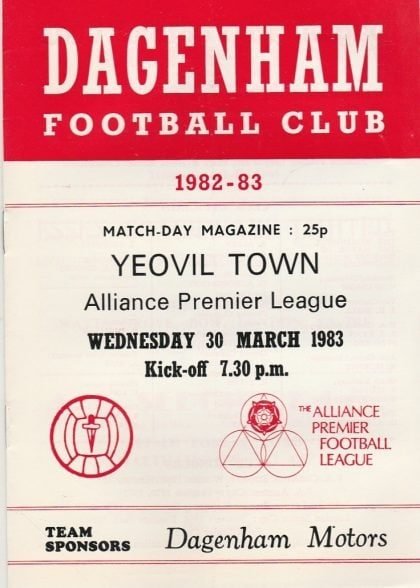 DAGENHAM
FOOTBALL CLUB
1982-83
MATCH-DAY MAGAZINE : 25p
YEOVIL TOWN
Alliance Premier League
WEDNESDAY 30 MARCH 1983
Kick-off 7.30 p.m.
THE ALLIANCE
PREMIER
FOOTBALL
LEAGUE
TEAM
SPONSORS
Dagenham Motors